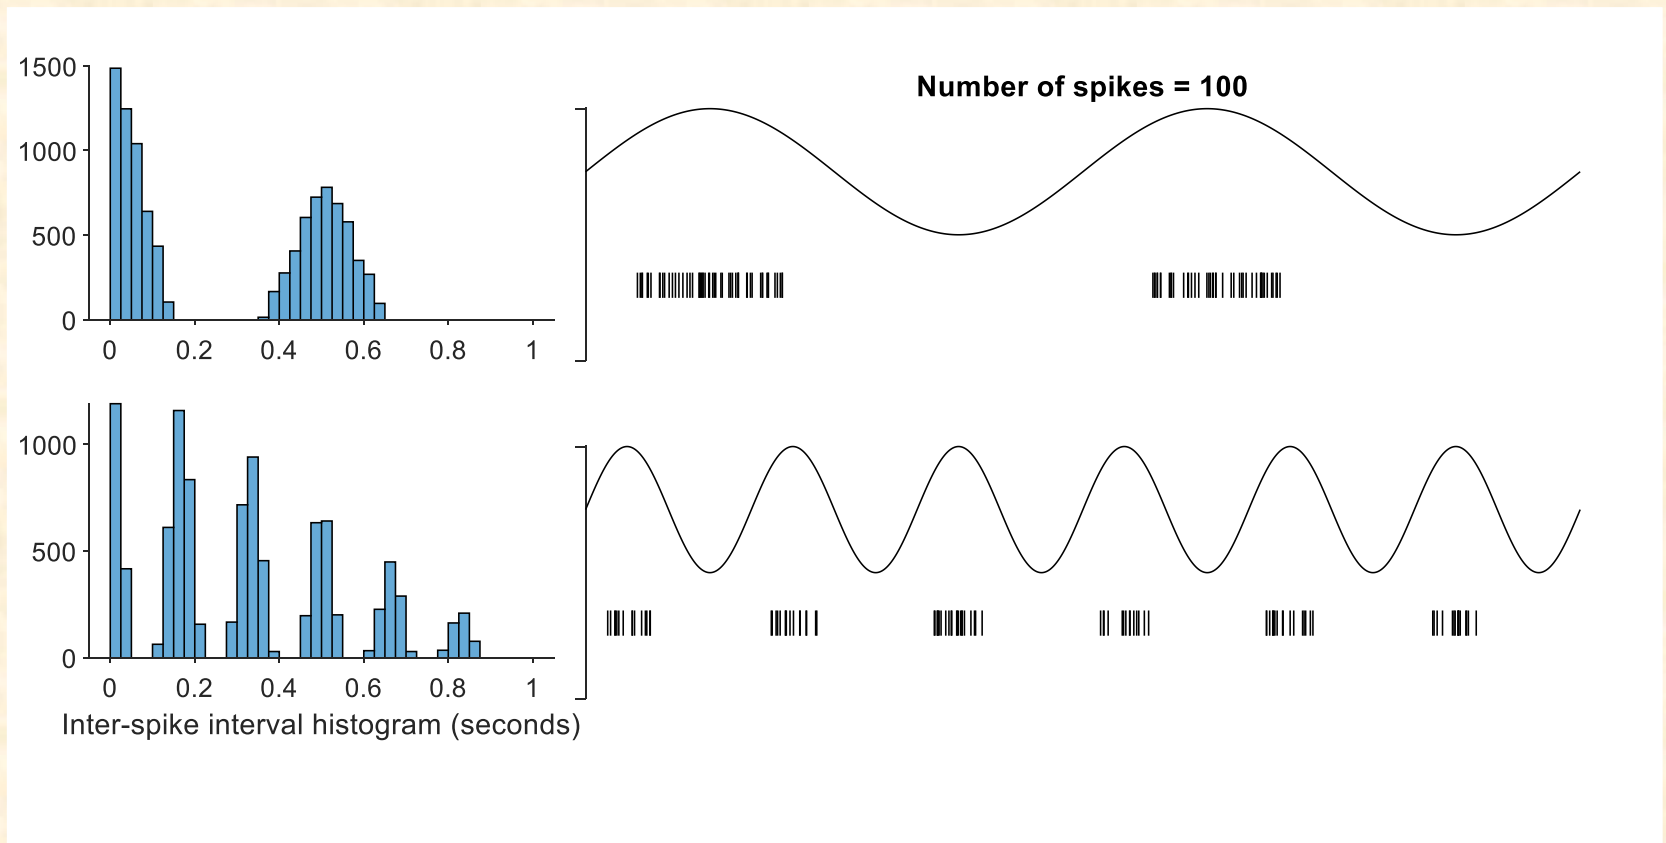 Number of spikes = 100
1500
1000
500
0
0 0.2 0.4 0.6 0.8 1
1000
500
0
0 0.2 0.4 0.6 0.8 1
Inter-spike interval histogram (seconds)